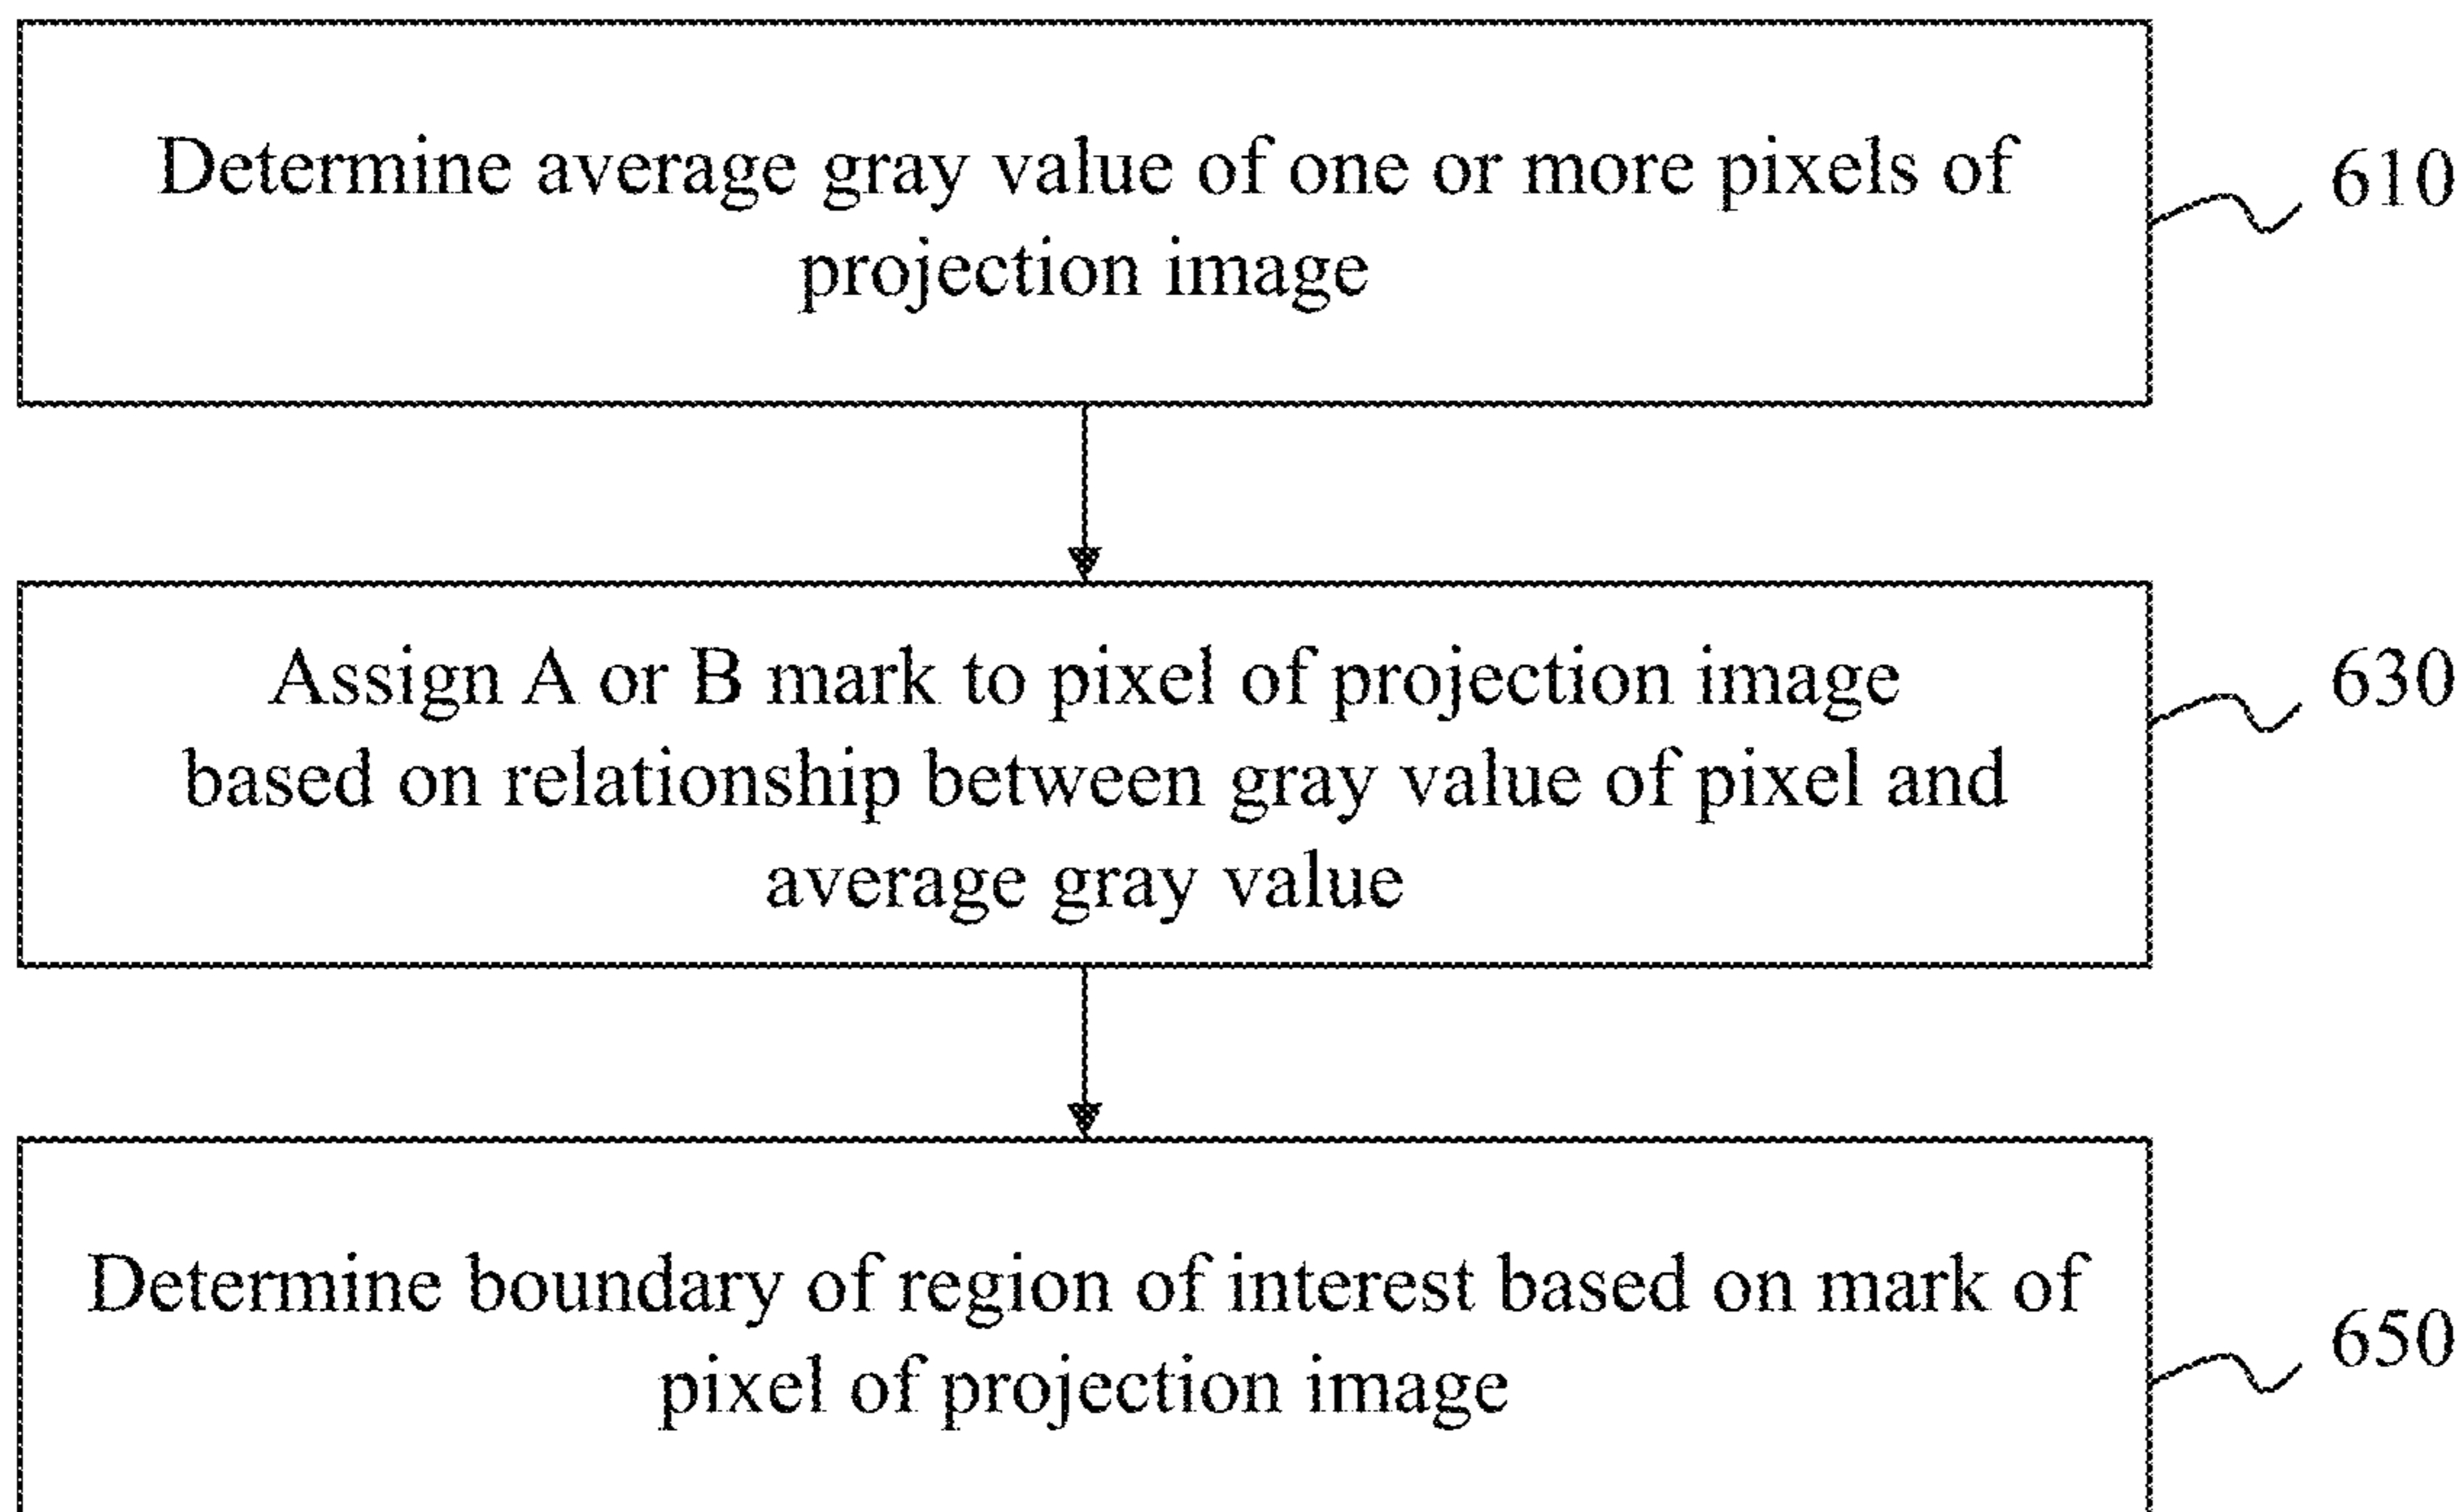 Determine average gray value of one or more pixels of
projection image
610
Assign A or B mark to pixel of projection image
based on relationship between gray value of pixel and
average gray value
630
Determine boundary of region of interest based on mark of
pixel of projection image
650